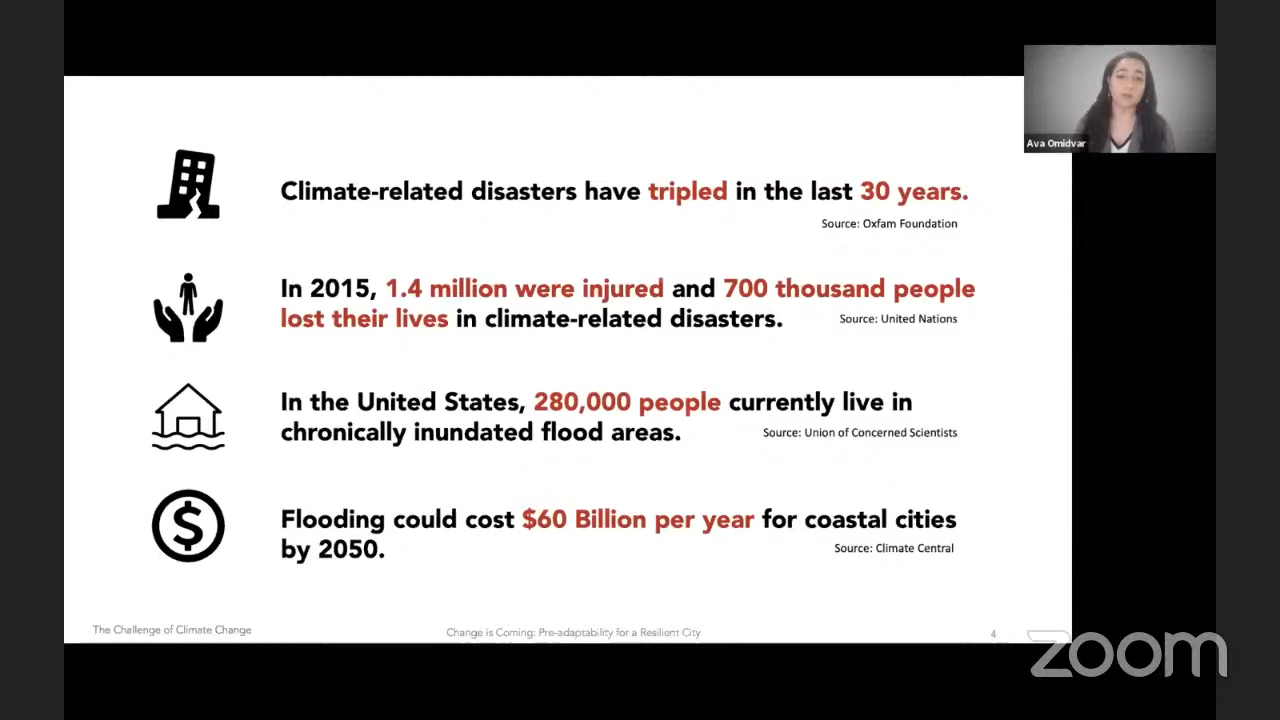 Ava Omidvar
Climate-related disasters have tripled in the last 30 years.
Source: Oxfam Foundation
In 2015, 1.4 million were injured and 700 thousand people
lost their lives in climate-related disasters.
Source: United Nations
In the United States, 280,000 people currently live in
chronically inundated flood areas.
Source: Union of Concerned Scientists
$
Flooding could cost $60 Billion per year for coastal cities
by 2050.
Source: Climate Central
The Challenge of Climate Change
Change is Coming: Pre-adaptability for a Resilient City
4
zoom